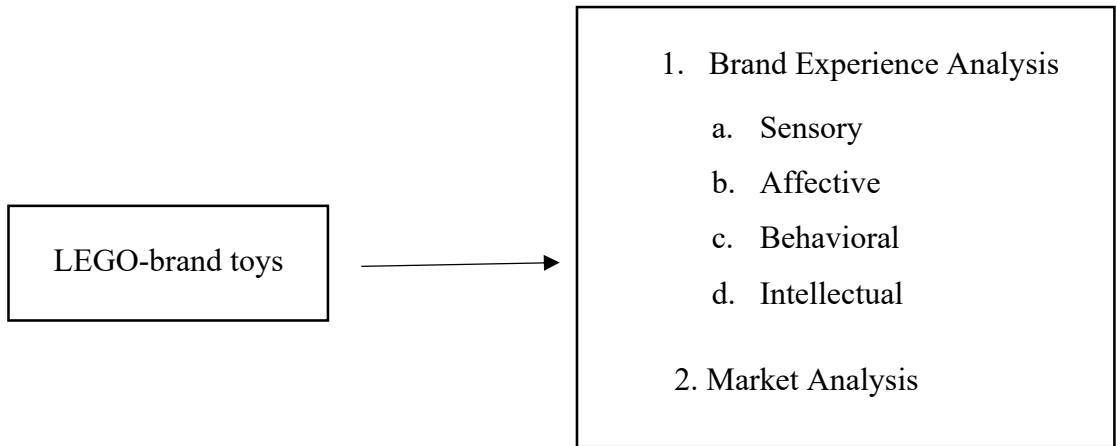 LEGO-brand toys
1. Brand Experience Analysis
a. Sensory
b. Affective
c. Behavioral
d. Intellectual
2. Market Analysis